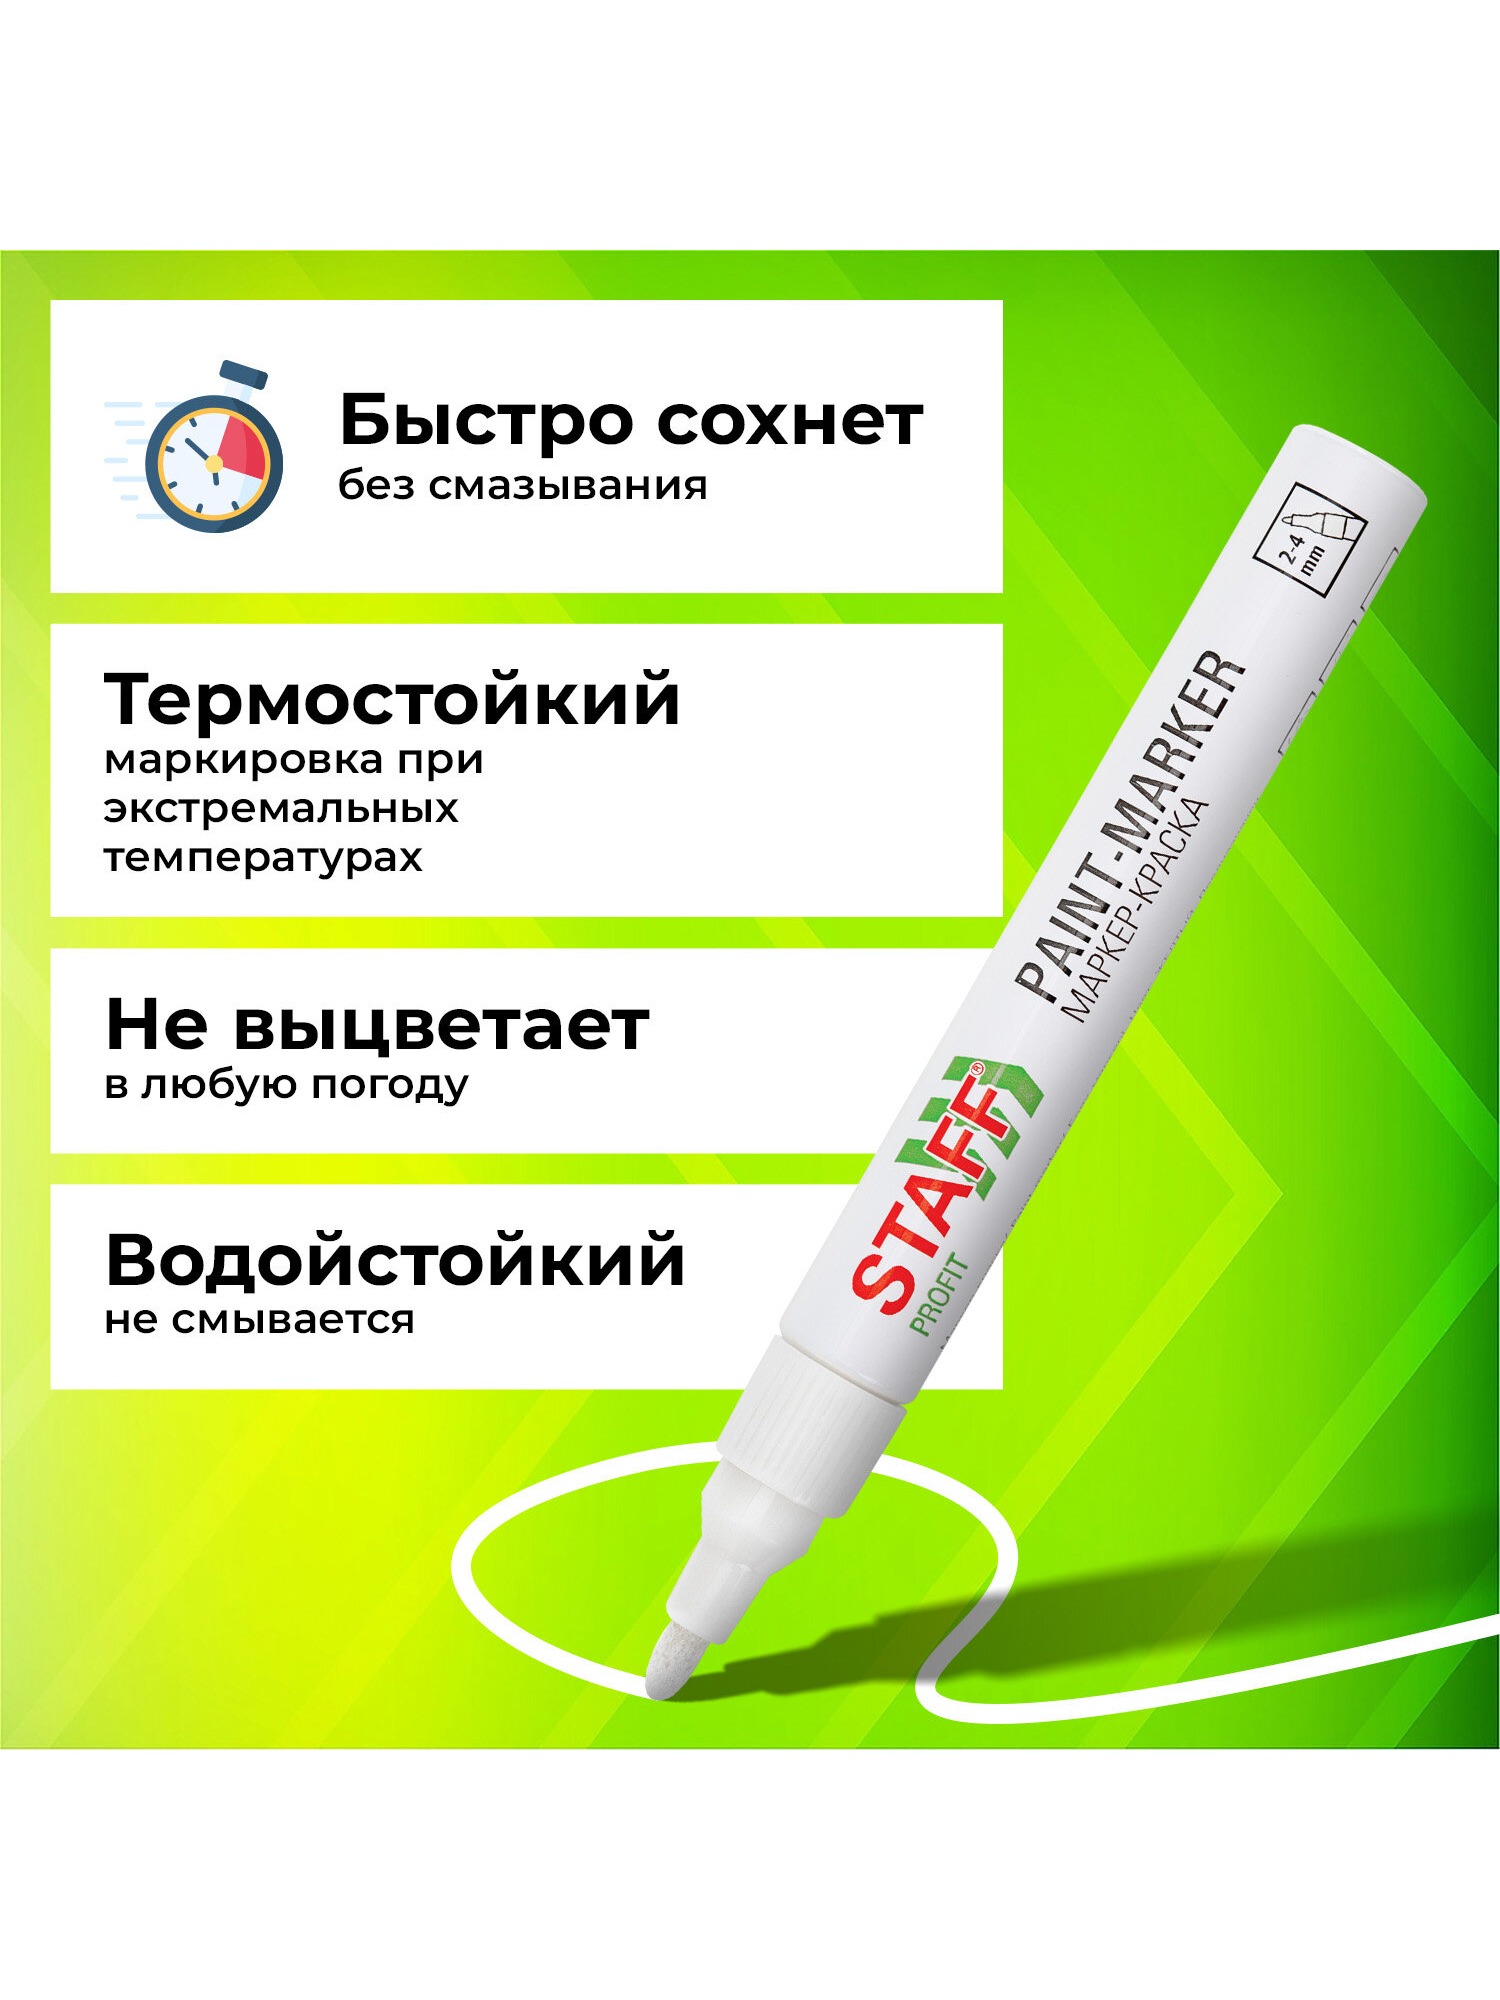 Быстро сохнет
без смазывания
Термостойкий
маркировка при
экстремальных
температурах
Не выцветает
в любую погоду
Водойстойкий
не смывается
2-4
mm
PAINT-MARKER
МАРКЕР-КРАСКА
STAFF®
PROFIT